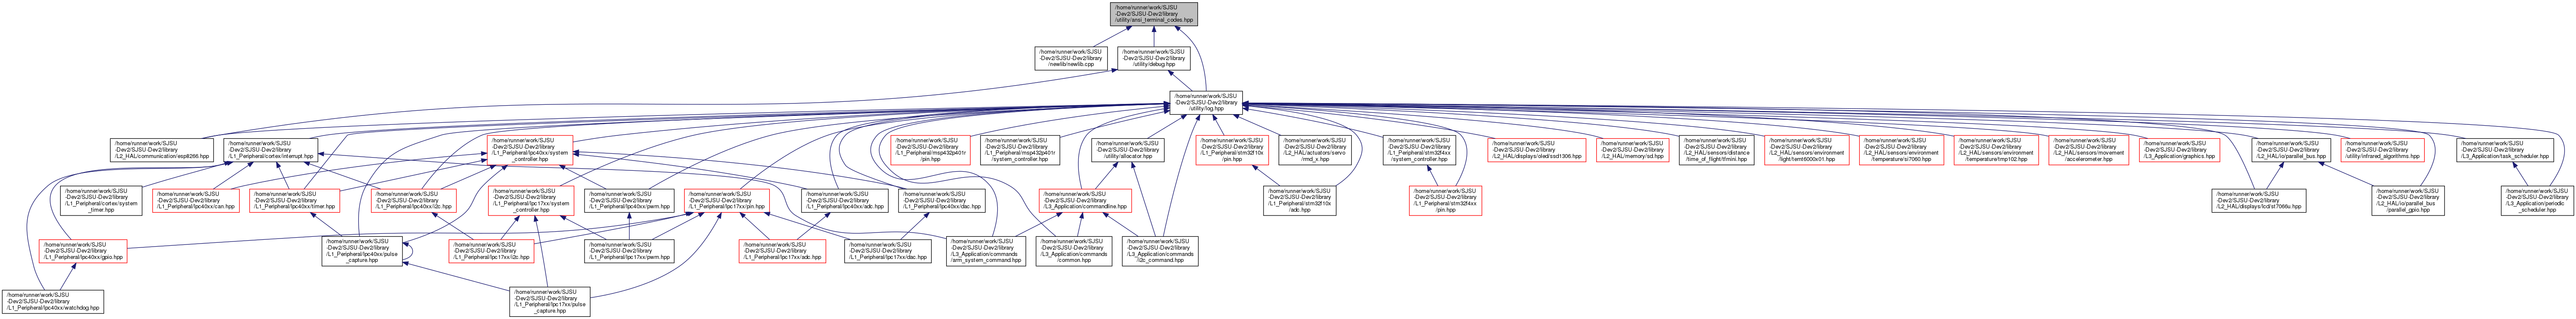 /home/runner/work/SJSU
-Dev2/SJSU-Dev2/library
/utility/ansi_terminal_codes.hpp
/home/runner/work/SJSU
-Dev2/SJSU-Dev2/library
/newlib/newlib.cpp
/home/runner/work/SJSU
-Dev2/SJSU-Dev2/library
/utility/debug.hpp
/home/runner/work/SJSU
-Dev2/SJSU-Dev2/library
/utility/log.hpp
/home/runner/work/SJSU
-Dev2/SJSU-Dev2/library
/L2_HAL/communication/esp8266.hpp
/home/runner/work/SJSU
-Dev2/SJSU-Dev2/library
/L1_Peripheral/cortex/interrupt.hpp
/home/runner/work/SJSU
-Dev2/SJSU-Dev2/library
/L1_Peripheral/lpc40xx/system
_controller.hpp
/home/runner/work/SJSU
-Dev2/SJSU-Dev2/library
/L1_Peripheral/msp432p401r
/pin.hpp
/home/runner/work/SJSU
-Dev2/SJSU-Dev2/library
/L1_Peripheral/msp432p401r
/system_controller.hpp
/home/runner/work/SJSU
-Dev2/SJSU-Dev2/library
/utility/allocator.hpp
/home/runner/work/SJSU
-Dev2/SJSU-Dev2/library
/L1_Peripheral/stm32f10x
/pin.hpp
/home/runner/work/SJSU
-Dev2/SJSU-Dev2/library
/L2_HAL/actuators/servo
/rmd_x.hpp
/home/runner/work/SJSU
-Dev2/SJSU-Dev2/library
/L1_Peripheral/stm32f4xx
/system_controller.hpp
/home/runner/work/SJSU
-Dev2/SJSU-Dev2/library
/L2_HAL/displays/oled/ssd1306.hpp
/home/runner/work/SJSU
-Dev2/SJSU-Dev2/library
/L2_HAL/memory/sd.hpp
/home/runner/work/SJSU
-Dev2/SJSU-Dev2/library
/L2_HAL/sensors/distance
/time_of_flight/tfmini.hpp
/home/runner/work/SJSU
-Dev2/SJSU-Dev2/library
/L2_HAL/sensors/environment
/light/temt6000x01.hpp
/home/runner/work/SJSU
-Dev2/SJSU-Dev2/library
/L2_HAL/sensors/environment
/temperature/si7060.hpp
/home/runner/work/SJSU
-Dev2/SJSU-Dev2/library
/L2_HAL/sensors/environment
/temperature/tmp102.hpp
/home/runner/work/SJSU
-Dev2/SJSU-Dev2/library
/L2_HAL/sensors/movement
/accelerometer.hpp
/home/runner/work/SJSU
-Dev2/SJSU-Dev2/library
/L3_Application/graphics.hpp
/home/runner/work/SJSU
-Dev2/SJSU-Dev2/library
/L2_HAL/io/parallel_bus.hpp
/home/runner/work/SJSU
-Dev2/SJSU-Dev2/library
/utility/infrared_algorithms.hpp
/home/runner/work/SJSU
-Dev2/SJSU-Dev2/library
/L3_Application/task_scheduler.hpp
/home/runner/work/SJSU
-Dev2/SJSU-Dev2/library
/L1_Peripheral/cortex/system
_timer.hpp
/home/runner/work/SJSU
-Dev2/SJSU-Dev2/library
/L1_Peripheral/lpc40xx/can.hpp
/home/runner/work/SJSU
-Dev2/SJSU-Dev2/library
/L1_Peripheral/lpc40xx/timer.hpp
/home/runner/work/SJSU
-Dev2/SJSU-Dev2/library
/L1_Peripheral/lpc40xx/i2c.hpp
/home/runner/work/SJSU
-Dev2/SJSU-Dev2/library
/L1_Peripheral/lpc17xx/system
_controller.hpp
/home/runner/work/SJSU
-Dev2/SJSU-Dev2/library
/L1_Peripheral/lpc40xx/pwm.hpp
/home/runner/work/SJSU
-Dev2/SJSU-Dev2/library
/L1_Peripheral/lpc17xx/pin.hpp
/home/runner/work/SJSU
-Dev2/SJSU-Dev2/library
/L1_Peripheral/lpc40xx/adc.hpp
/home/runner/work/SJSU
-Dev2/SJSU-Dev2/library
/L1_Peripheral/lpc40xx/dac.hpp
/home/runner/work/SJSU
-Dev2/SJSU-Dev2/library
/L3_Application/commandline.hpp
/home/runner/work/SJSU
-Dev2/SJSU-Dev2/library
/L1_Peripheral/stm32f10x
/adc.hpp
/home/runner/work/SJSU
-Dev2/SJSU-Dev2/library
/L1_Peripheral/stm32f4xx
/pin.hpp
/home/runner/work/SJSU
-Dev2/SJSU-Dev2/library
/L2_HAL/displays/lcd/st7066u.hpp
/home/runner/work/SJSU
-Dev2/SJSU-Dev2/library
/L2_HAL/io/parallel_bus
/parallel_gpio.hpp
/home/runner/work/SJSU
-Dev2/SJSU-Dev2/library
/L3_Application/periodic
_scheduler.hpp
/home/runner/work/SJSU
-Dev2/SJSU-Dev2/library
/L1_Peripheral/lpc40xx/gpio.hpp
/home/runner/work/SJSU
-Dev2/SJSU-Dev2/library
/L1_Peripheral/lpc40xx/pulse
_capture.hpp
/home/runner/work/SJSU
-Dev2/SJSU-Dev2/library
/L1_Peripheral/lpc17xx/i2c.hpp
/home/runner/work/SJSU
-Dev2/SJSU-Dev2/library
/L1_Peripheral/lpc17xx/pwm.hpp
/home/runner/work/SJSU
-Dev2/SJSU-Dev2/library
/L1_Peripheral/lpc17xx/adc.hpp
/home/runner/work/SJSU
-Dev2/SJSU-Dev2/library
/L1_Peripheral/lpc17xx/dac.hpp
/home/runner/work/SJSU
-Dev2/SJSU-Dev2/library
/L3_Application/commands
/arm_system_command.hpp
/home/runner/work/SJSU
-Dev2/SJSU-Dev2/library
/L3_Application/commands
/common.hpp
/home/runner/work/SJSU
-Dev2/SJSU-Dev2/library
/L3_Application/commands
/i2c_command.hpp
/home/runner/work/SJSU
-Dev2/SJSU-Dev2/library
/L1_Peripheral/lpc40xx/watchdog.hpp
/home/runner/work/SJSU
-Dev2/SJSU-Dev2/library
/L1_Peripheral/lpc17xx/pulse
_capture.hpp